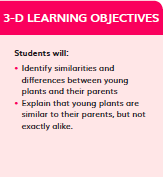 3-D LEARNING OBJECTIVES
Students will:
• Identify similarities and
differences between young
plants and their parents
• Explain that young plants are
similar to their parents, but not
exactly alike.